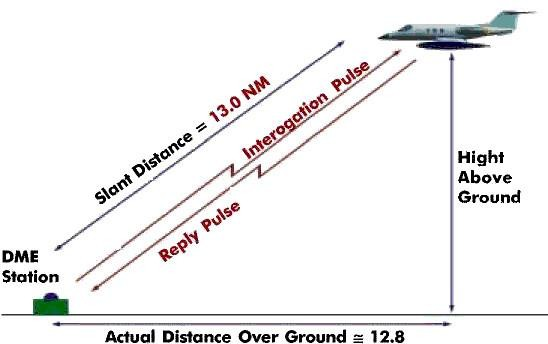 Slant Distance = 13.0 NM
Interogation Pulse
Reply Pulse
Hight
Above
Ground
DME
Station
Actual Distance Over Ground ≅ 12.8